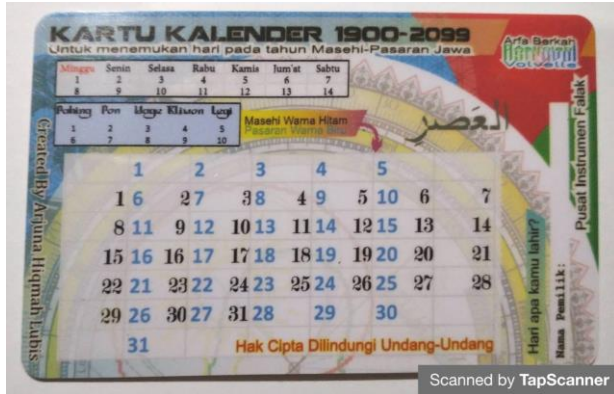 KARTU KALENDER 1900-2099
Untuk menemukan hari pada tahun Masehi-Pasaran Jawa
Arfa Berkah
Minggu Senin Selasa Rabu Kamis Jum'at Sabtu
1 2 3 4 5 6 7
8 9 10 11 12 13 14
Pahing Pon Wage Kliwon Legi
1 2 3 4 5
6 7 8 9 10
Masehi Warna Hitam
Pasaran Warna Biru
العَصر
1 2 3 4 5
1 6 2 7 3 8 4 9 5 10 6 7
8 11 9 12 10 13 11 14 12 15 13 14
15 16 16 17 17 18 18 19 19 20 20 21
22 21 23 22 24 23 25 24 26 25 27 28
29 26 30 27 31 28 29 30
31
Hak Cipta Dilindungi Undang-Undang
Created By Arjuna Hiqmah Lubis
Pusat Instrumen Falak
Hari apa kamu lahir?
Nama Pemilik :
Scanned by TapScanner